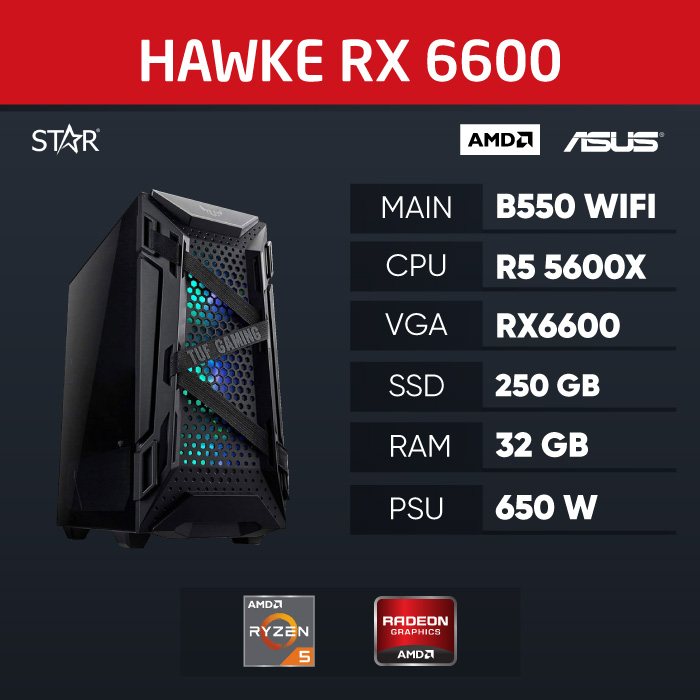 HAWKE RX 6600
STAR®
AMD
ASUS®
MAIN B550 WIFI
CPU R5 5600X
VGA RX6600
TUF GAMING
SSD 250 GB
RAM 32 GB
PSU 650 W
AMD
RYZEN
5
RADEON
GRAPHICS
AMD